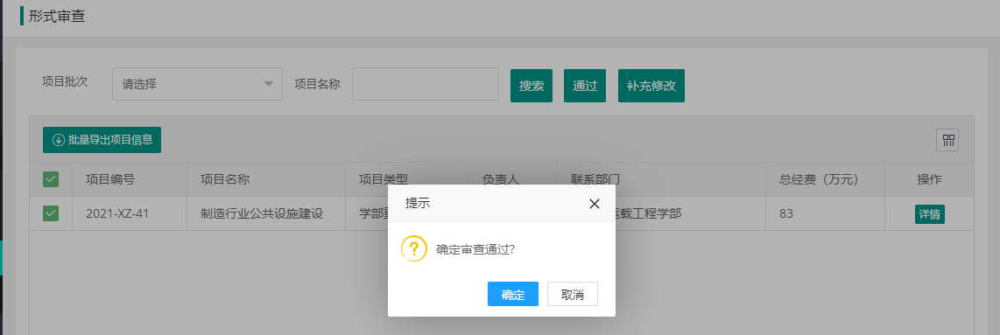 形式审查
项目批次 请选择 项目名称 搜索 通过 补充修改
批量导出项目信息
项目编号 项目名称 项目类型 负责人 联系部门 总经费（万元） 操作
2021-XZ-41 制造行业公共设施建设 学部 运载工程学部 83 详情
提示
确定审查通过?
确定 取消